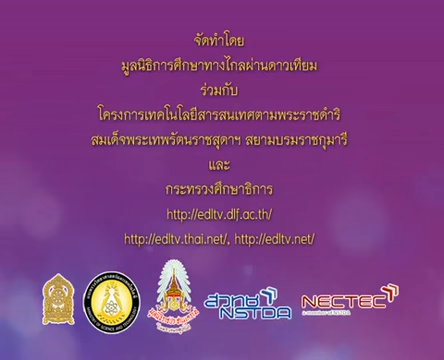 จัดทำโดย
มูลนิธิการศึกษาทางไกลผ่านดาวเทียม
ร่วมกับ
โครงการเทคโนโลยีสารสนเทศตามพระราชดำริ
สมเด็จพระเทพรัตนราชสุดาฯ สยามบรมราชกุมารี
และ
กระทรวงศึกษาธิการ
http://edltv.dlf.ac.th/
http://edltv.thai.net/, http://edltv.net/
สวทช NECTEC
NSTDA a member of NSTDA